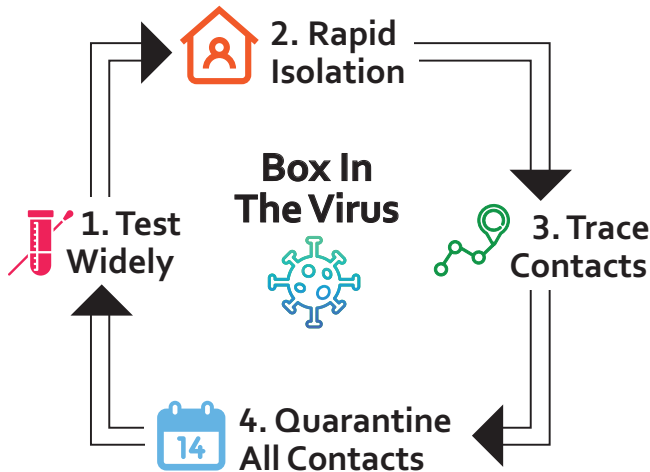 2. Rapid
Isolation
Box In
The Virus
1. Test
Widely
3. Trace
Contacts
14
4. Quarantine
All Contacts